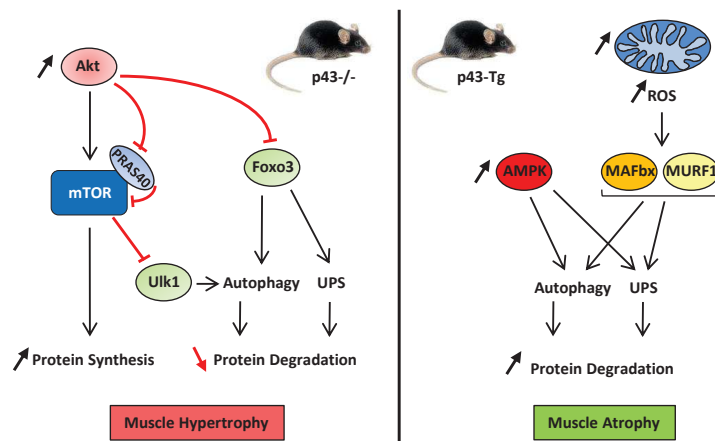 Akt
p43-/-
PRAS40
mTOR
Foxo3
Ulk1
Autophagy
UPS
Protein Synthesis
Protein Degradation
Muscle Hypertrophy
p43-Tg
ROS
AMPK
MAFbx
MURF1
Autophagy
UPS
Protein Degradation
Muscle Atrophy